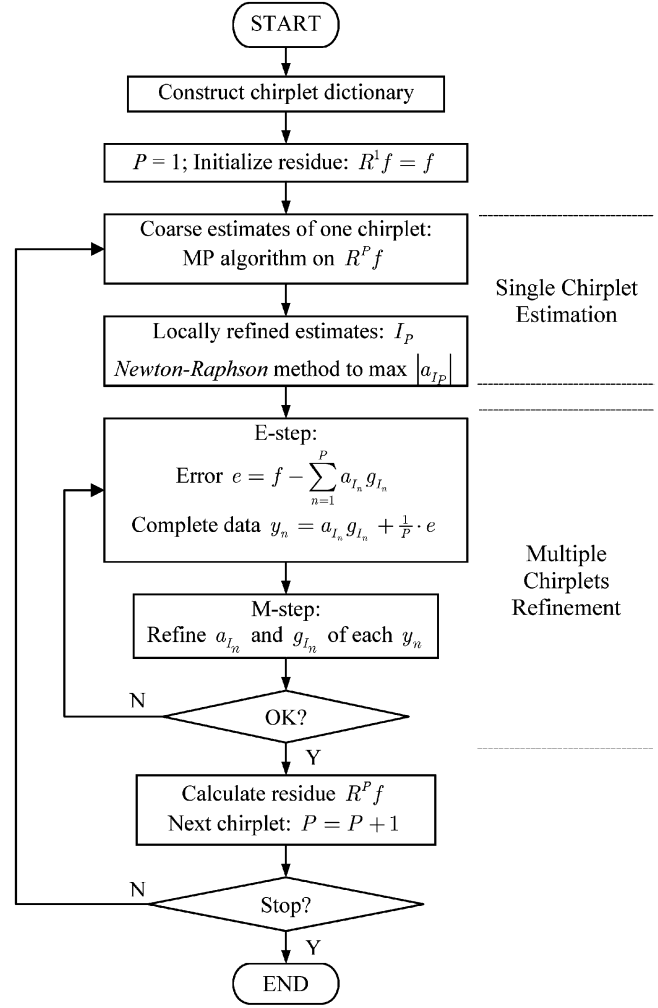 START
Construct chirplet dictionary
P = 1; Initialize residue: R¹f = f
Coarse estimates of one chirplet:
MP algorithm on R^P f
Single Chirplet
Estimation
Locally refined estimates: I_P
Newton-Raphson method to max |a_{I_P}|
E-step:
Error e = f − ∑_{n=1}^{P} a_{I_n} g_{I_n}
Complete data y_n = a_{I_n} g_{I_n} + 1/P · e
Multiple
Chirplets
Refinement
M-step:
Refine a_{I_n} and g_{I_n} of each y_n
N
OK?
Y
Calculate residue R^P f
Next chirplet: P = P + 1
N
Stop?
Y
END